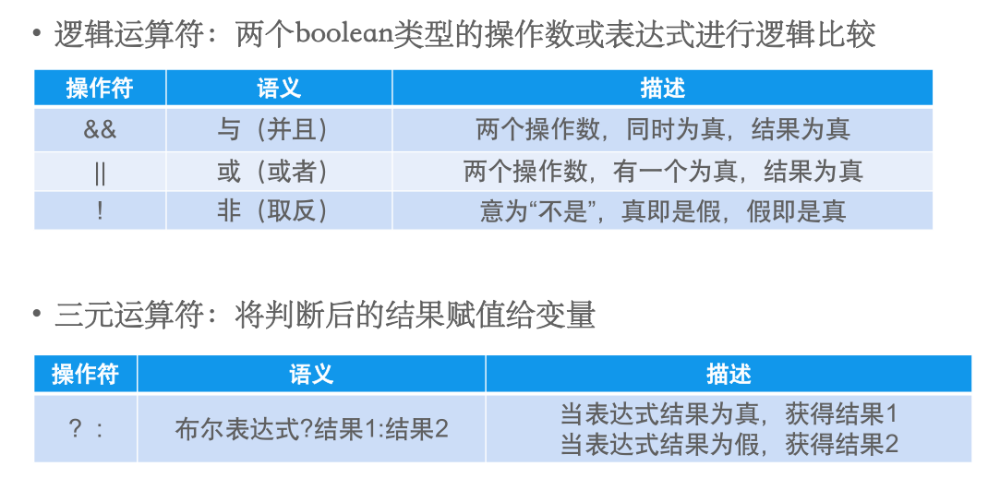 • 逻辑运算符：两个boolean类型的操作数或表达式进行逻辑比较
操作符 语义 描述
&& 与（并且） 两个操作数，同时为真，结果为真
|| 或（或者） 两个操作数，有一个为真，结果为真
! 非（取反） 意为“不是”，真即是假，假即是真
• 三元运算符：将判断后的结果赋值给变量
操作符 语义 描述
？： 布尔表达式?结果1:结果2 当表达式结果为真，获得结果1
当表达式结果为假，获得结果2